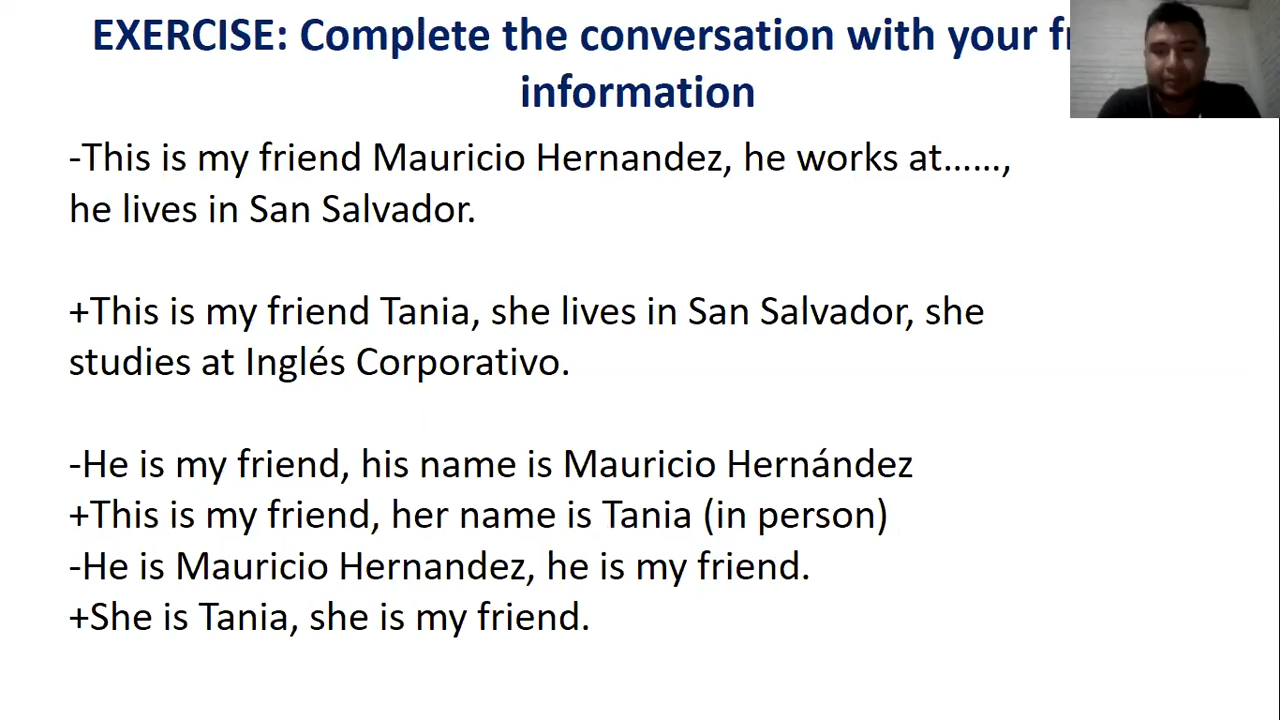 EXERCISE: Complete the conversation with your
information
-This is my friend Mauricio Hernandez, he works at……,
he lives in San Salvador.
+This is my friend Tania, she lives in San Salvador, she
studies at Inglés Corporativo.
-He is my friend, his name is Mauricio Hernández
+This is my friend, her name is Tania (in person)
-He is Mauricio Hernandez, he is my friend.
+She is Tania, she is my friend.